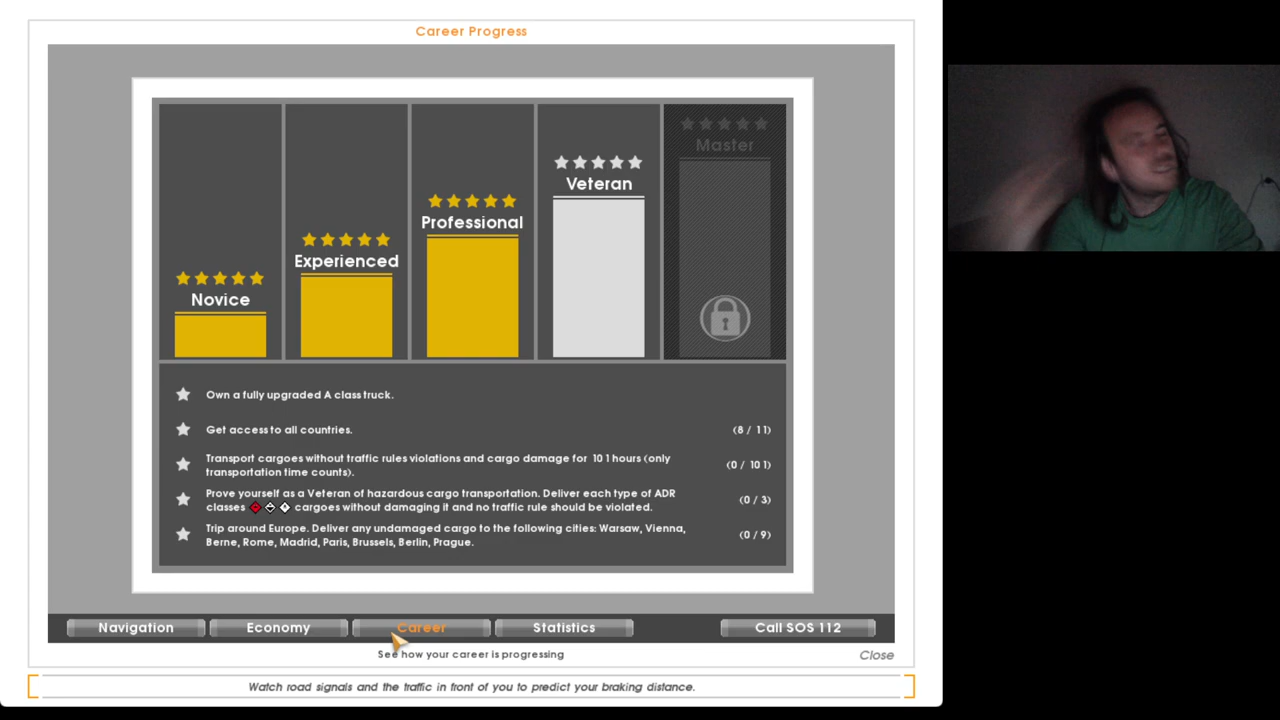 Career Progress
Master
Veteran
Professional
Experienced
Novice
Own a fully upgraded A class truck.
Get access to all countries. (8 / 11)
Transport cargoes without traffic rules violations and cargo damage for 101 hours (only
transportation time counts). (0 / 101)
Prove yourself as a Veteran of hazardous cargo transportation. Deliver each type of ADR
classes cargoes without damaging it and no traffic rule should be violated. (0 / 3)
Trip around Europe. Deliver any undamaged cargo to the following cities: Warsaw, Vienna,
Berne, Rome, Madrid, Paris, Brussels, Berlin, Prague. (0 / 9)
Navigation Economy Career Statistics Call SOS 112
See how your career is progressing Close
Watch road signals and the traffic in front of you to predict your braking distance.